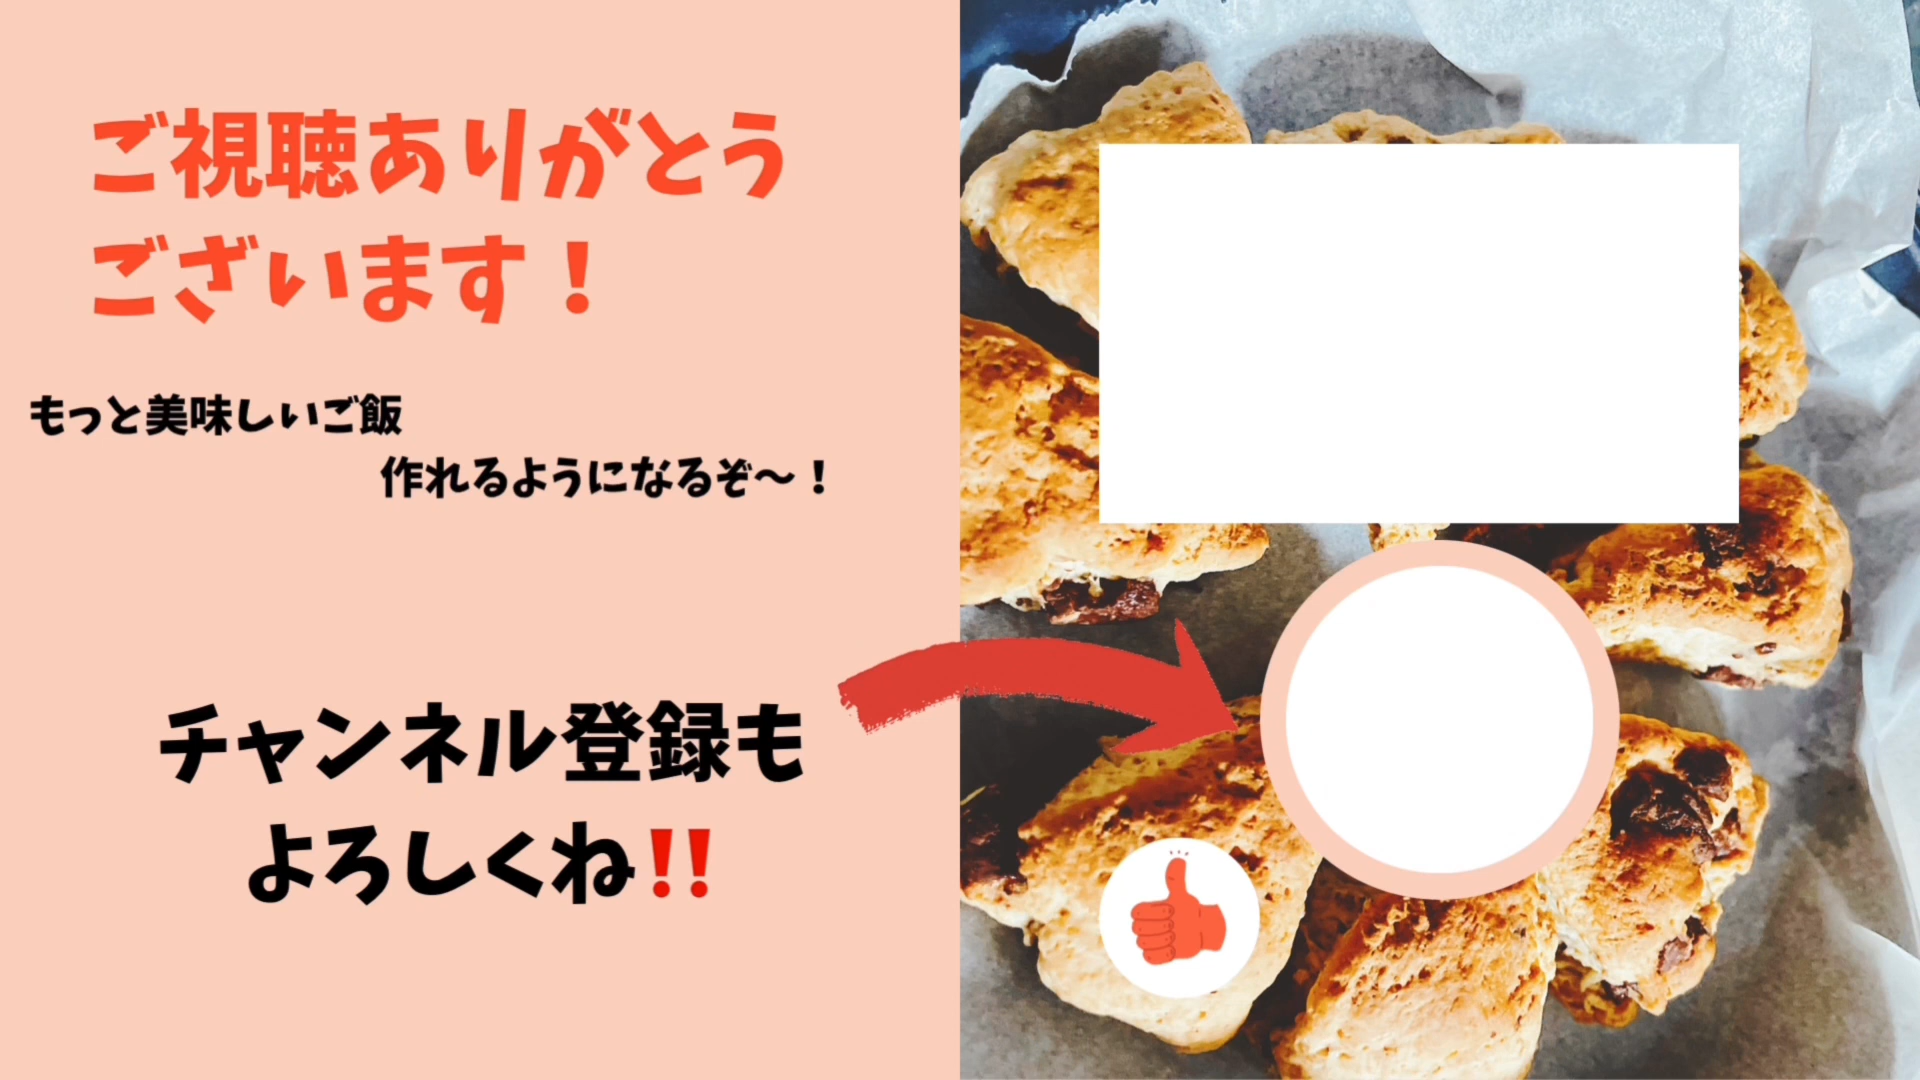 ご視聴ありがとう
ございます！
もっと美味しいご飯
作れるようになるぞ〜！
チャンネル登録も
よろしくね‼️